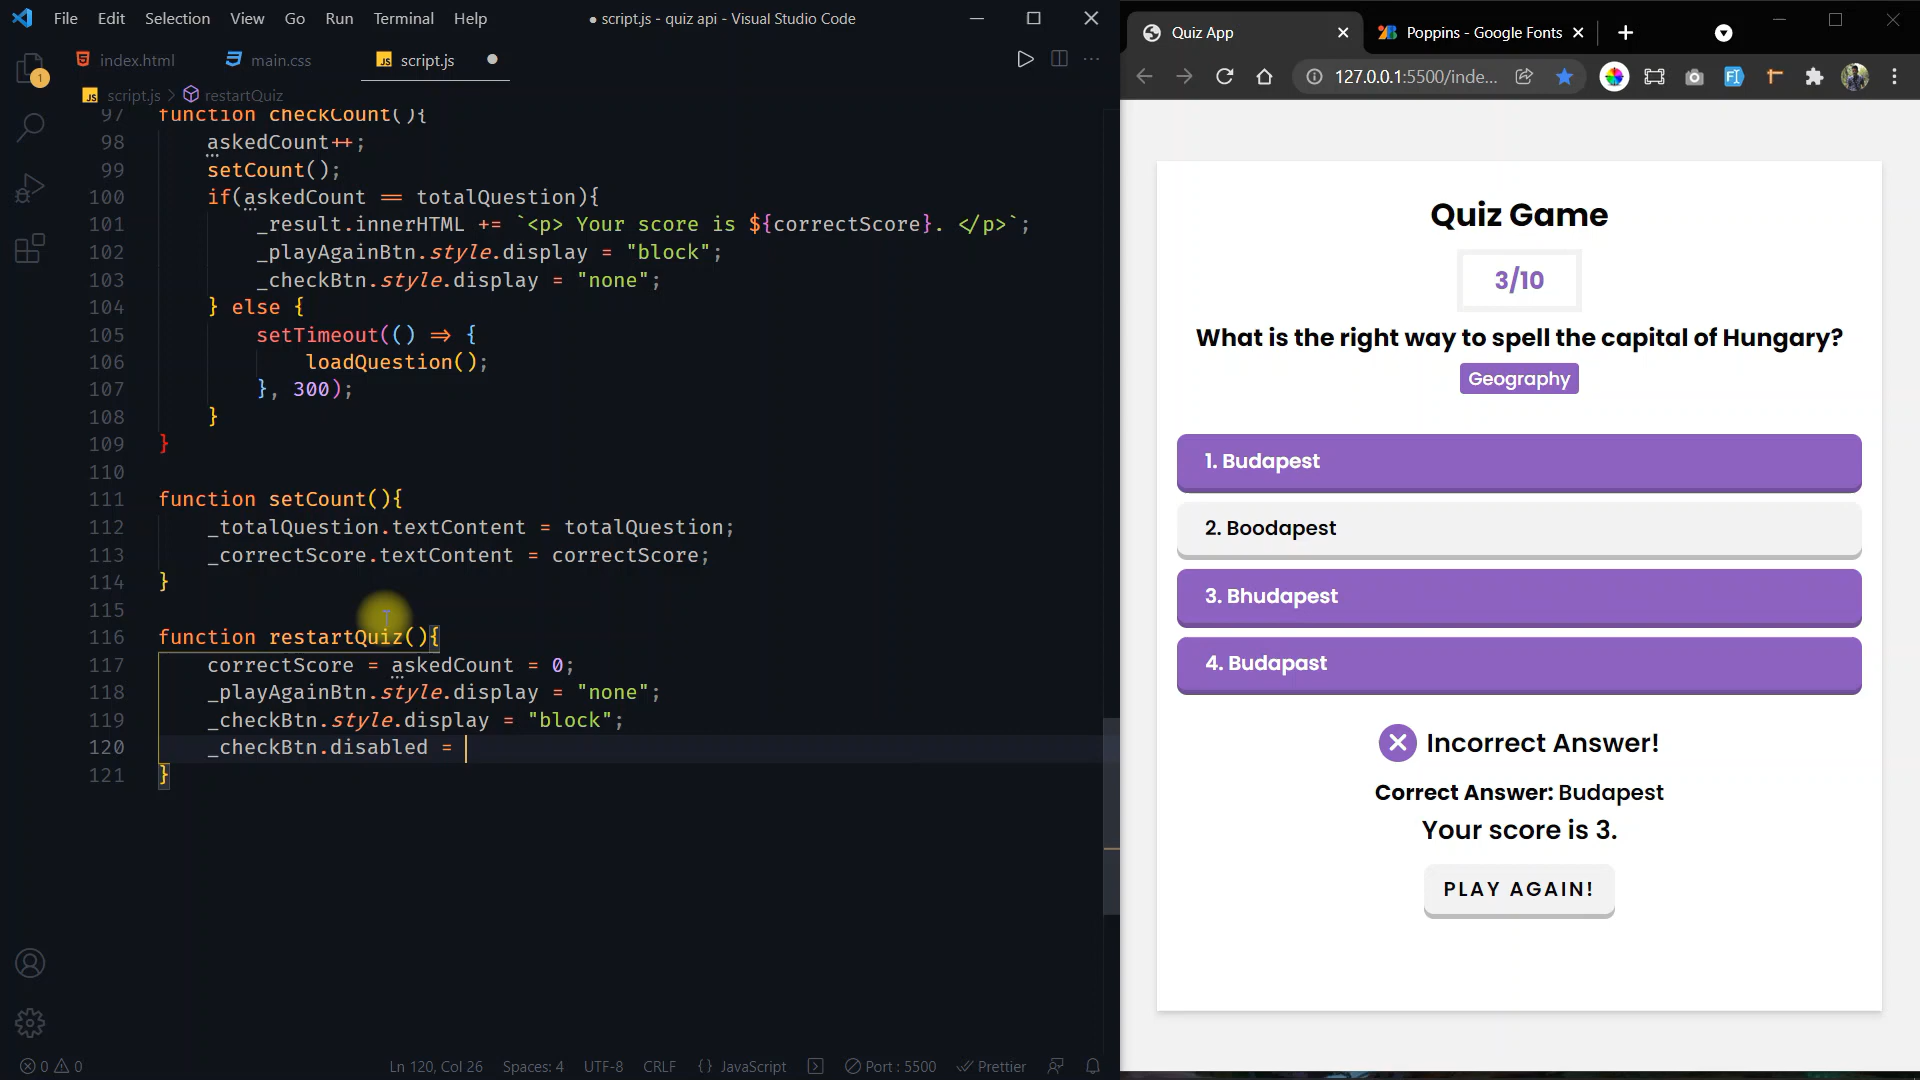 File Edit Selection View Go Run Terminal Help
● script.js - quiz api - Visual Studio Code
index.html
main.css
JS script.js ●
1
JS script.js > restartQuiz
97 function checkCount(){
98 askedCount++;
99 setCount();
100 if(askedCount == totalQuestion){
101 _result.innerHTML += `<p> Your score is ${correctScore}. </p>`;
102 _playAgainBtn.style.display = "block";
103 _checkBtn.style.display = "none";
104 } else {
105 setTimeout(() => {
106 loadQuestion();
107 }, 300);
108 }
109 }
110
111 function setCount(){
112 _totalQuestion.textContent = totalQuestion;
113 _correctScore.textContent = correctScore;
114 }
115
116 function restartQuiz(){
117 correctScore = askedCount = 0;
118 _playAgainBtn.style.display = "none";
119 _checkBtn.style.display = "block";
120 _checkBtn.disabled =
121 }
0 0
Ln 120, Col 26 Spaces: 4 UTF-8 CRLF {} JavaScript Port : 5500 Prettier
Quiz App
Poppins - Google Fonts
127.0.0.1:5500/inde...
Quiz Game
3/10
What is the right way to spell the capital of Hungary?
Geography
1. Budapest
2. Boodapest
3. Bhudapest
4. Budapast
Incorrect Answer!
Correct Answer: Budapest
Your score is 3.
PLAY AGAIN!